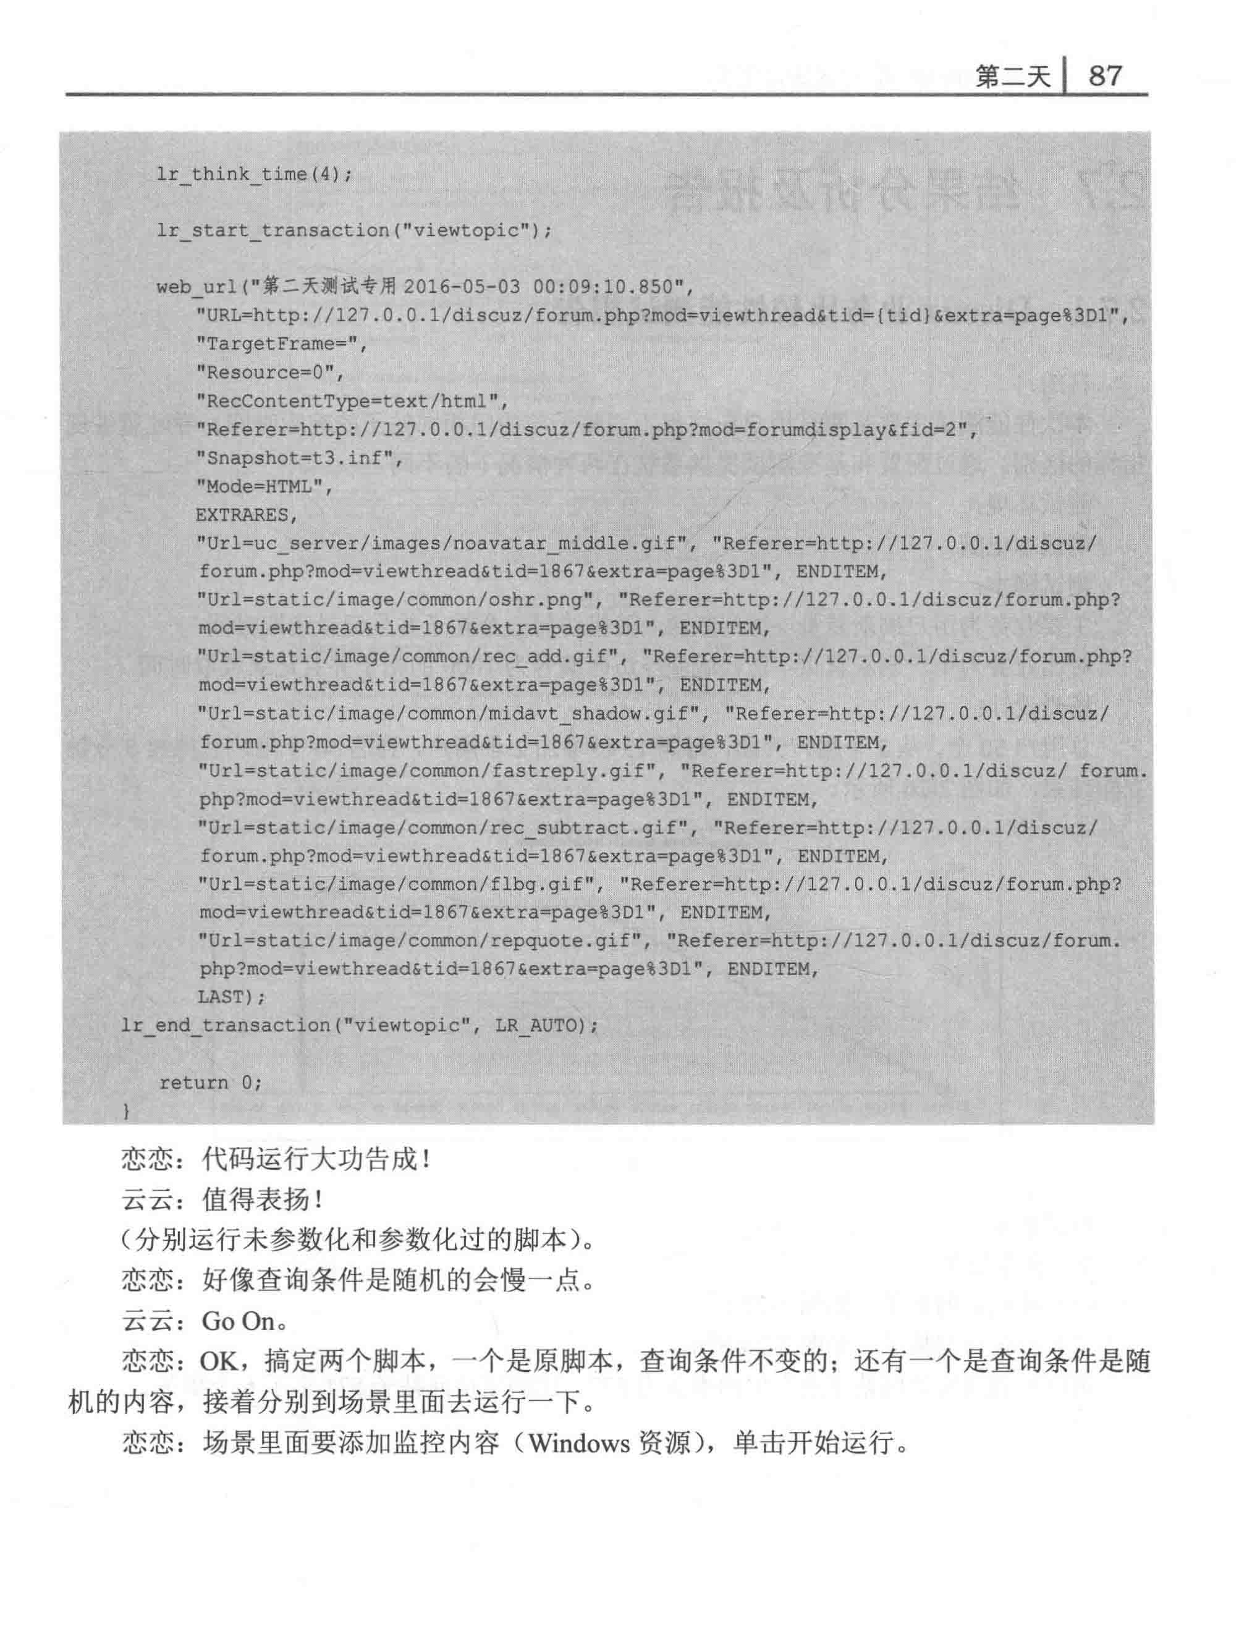 第二天 87
lr_think_time(4);
lr_start_transaction("viewtopic");
web_url("第二天测试专用 2016-05-03 00:09:10.850",
"URL=http://127.0.0.1/discuz/forum.php?mod=viewthread&tid={tid}&extra=page%3D1",
"TargetFrame=",
"Resource=0",
"RecContentType=text/html",
"Referer=http://127.0.0.1/discuz/forum.php?mod=forumdisplay&fid=2",
"Snapshot=t3.inf",
"Mode=HTML",
EXTRARES,
"Url=uc_server/images/noavatar_middle.gif", "Referer=http://127.0.0.1/discuz/
forum.php?mod=viewthread&tid=1867&extra=page%3D1", ENDITEM,
"Url=static/image/common/oshr.png", "Referer=http://127.0.0.1/discuz/forum.php?
mod=viewthread&tid=1867&extra=page%3D1", ENDITEM,
"Url=static/image/common/rec_add.gif", "Referer=http://127.0.0.1/discuz/forum.php?
mod=viewthread&tid=1867&extra=page%3D1", ENDITEM,
"Url=static/image/common/midavt_shadow.gif", "Referer=http://127.0.0.1/discuz/
forum.php?mod=viewthread&tid=1867&extra=page%3D1", ENDITEM,
"Url=static/image/common/fastreply.gif", "Referer=http://127.0.0.1/discuz/ forum.
php?mod=viewthread&tid=1867&extra=page%3D1", ENDITEM,
"Url=static/image/common/rec_subtract.gif", "Referer=http://127.0.0.1/discuz/
forum.php?mod=viewthread&tid=1867&extra=page%3D1", ENDITEM,
"Url=static/image/common/flbg.gif", "Referer=http://127.0.0.1/discuz/forum.php?
mod=viewthread&tid=1867&extra=page%3D1", ENDITEM,
"Url=static/image/common/repquote.gif", "Referer=http://127.0.0.1/discuz/forum.
php?mod=viewthread&tid=1867&extra=page%3D1", ENDITEM,
LAST);
lr_end_transaction("viewtopic", LR_AUTO);
return 0;
}
恋恋：代码运行大功告成！
云云：值得表扬！
（分别运行未参数化和参数化过的脚本）。
恋恋：好像查询条件是随机的会慢一点。
云云：Go On。
恋恋：OK，搞定两个脚本，一个是原脚本，查询条件不变的；还有一个是查询条件是随
机的内容，接着分别到场景里面去运行一下。
恋恋：场景里面要添加监控内容（Windows 资源），单击开始运行。